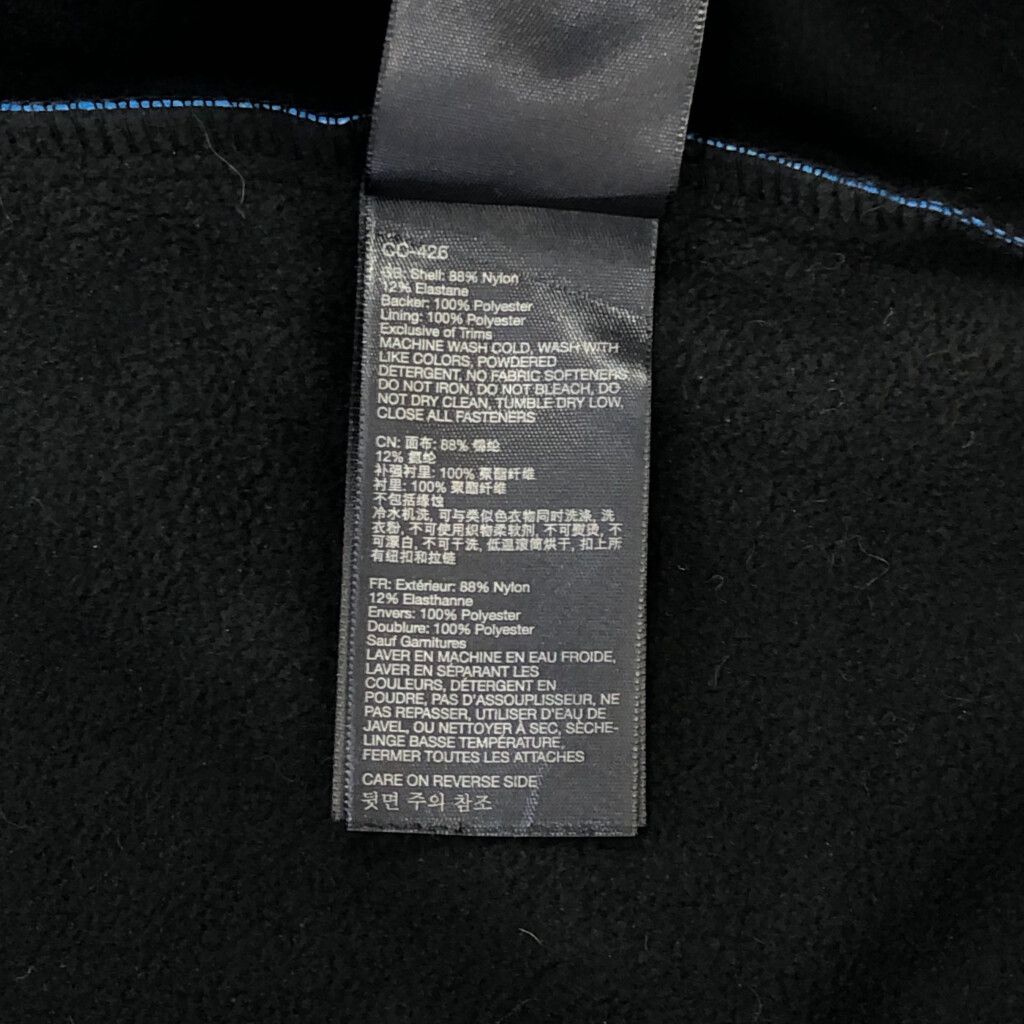 CC-426
GB: Shell: 88% Nylon
12% Elastane
Backer: 100% Polyester
Lining: 100% Polyester
Exclusive of Trims
MACHINE WASH COLD, WASH WITH
LIKE COLORS, POWDERED
DETERGENT, NO FABRIC SOFTENERS,
DO NOT IRON, DO NOT BLEACH, DO
NOT DRY CLEAN, TUMBLE DRY LOW,
CLOSE ALL FASTENERS
CN: 面布: 88% 锦纶
12% 氨纶
补强衬里: 100% 聚酯纤维
衬里: 100% 聚酯纤维
不包括缘蚀
冷水机洗, 可与类似色衣物同时洗涤, 洗
衣粉, 不可使用织物柔软剂, 不可熨烫, 不
可漂白, 不可干洗, 低温滚筒烘干, 扣上所
有纽扣和拉链
FR: Extérieur: 88% Nylon
12% Elasthanne
Envers: 100% Polyester
Doublure: 100% Polyester
Sauf Garnitures
LAVER EN MACHINE EN EAU FROIDE,
LAVER EN SÉPARANT LES
COULEURS, DÉTERGENT EN
POUDRE, PAS D'ASSOUPLISSEUR, NE
PAS REPASSER, UTILISER D'EAU DE
JAVEL, OU NETTOYER À SEC, SÈCHE-
LINGE BASSE TEMPÉRATURE,
FERMER TOUTES LES ATTACHES
CARE ON REVERSE SIDE
뒷면 주의 참조